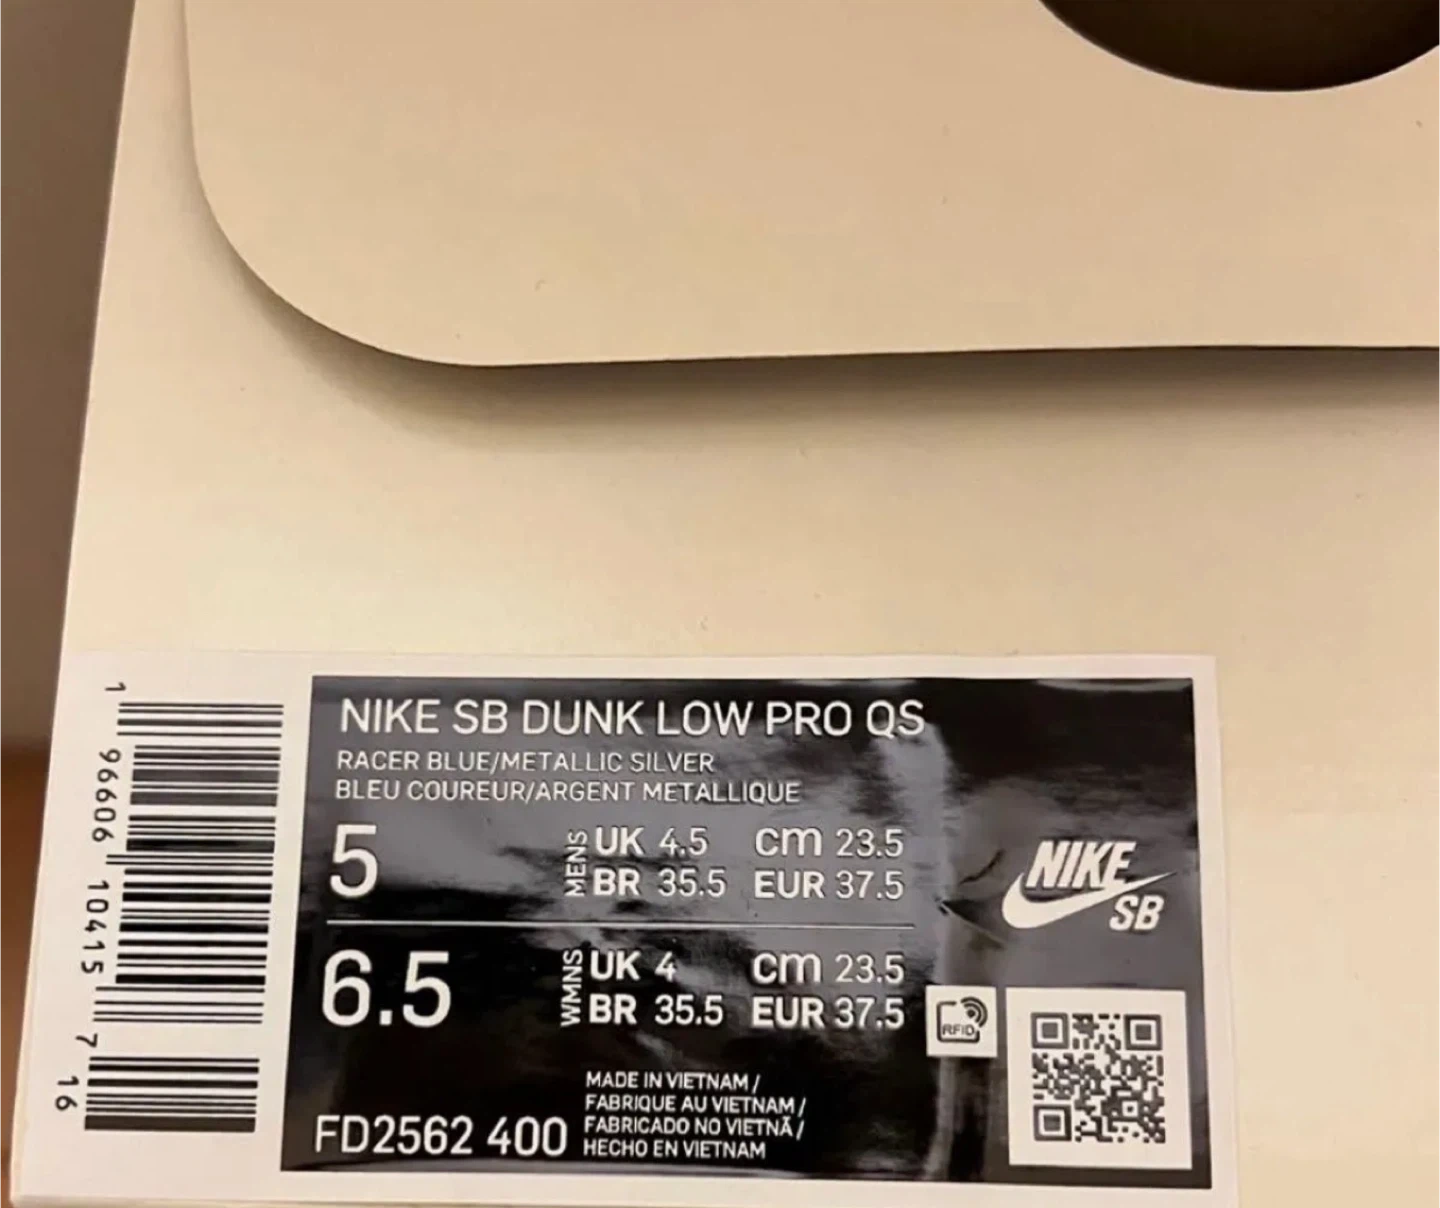 NIKE SB DUNK LOW PRO QS
RACER BLUE/METALLIC SILVER
BLEU COUREUR/ARGENT METALLIQUE
5 MENS UK 4.5 cm 23.5
BR 35.5 EUR 37.5
6.5 WMNS UK 4 cm 23.5
BR 35.5 EUR 37.5
NIKE
SB
RFID
MADE IN VIETNAM /
FABRIQUE AU VIETNAM /
FABRICADO NO VIETNÃ /
HECHO EN VIETNAM
FD2562 400
1 96606 10415 7 16